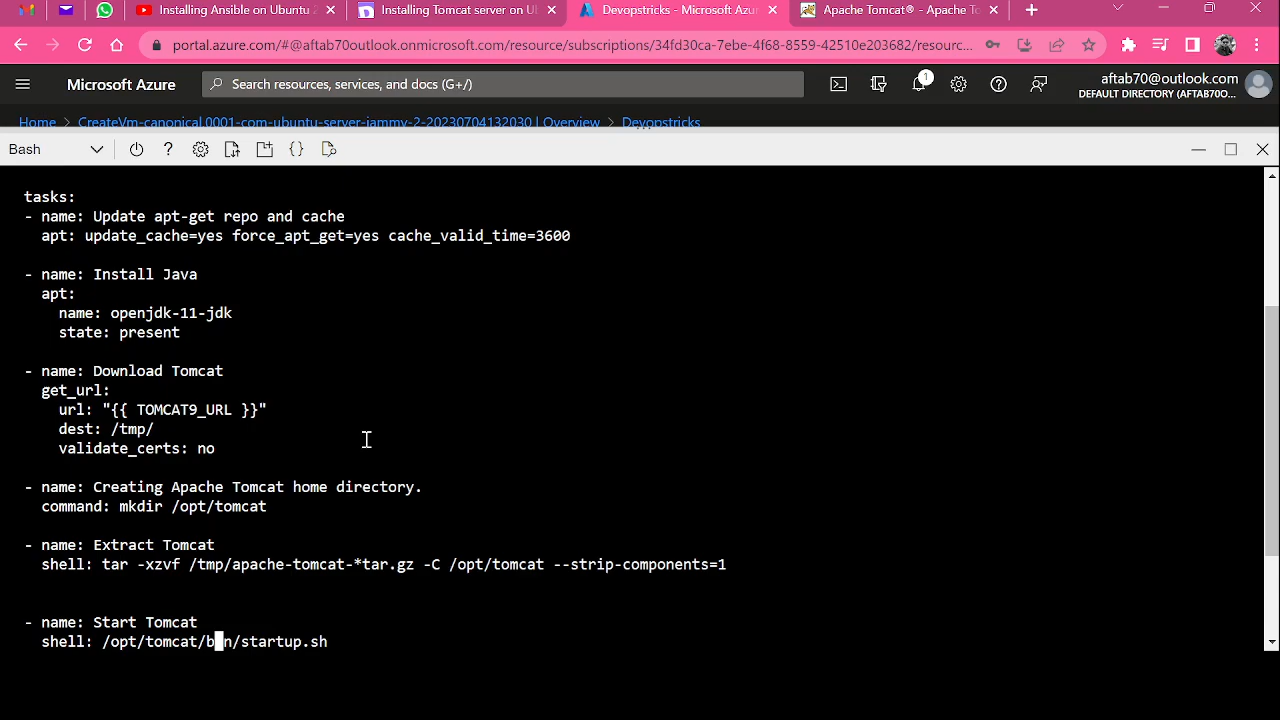 Installing Ansible on Ubuntu 2
Installing Tomcat server on U
Devopstricks - Microsoft Azur
Apache Tomcat® - Apache To
portal.azure.com/#@aftab70outlook.onmicrosoft.com/resource/subscriptions/34fd30ca-7ebe-4f68-8559-42510e203682/resourc...
Microsoft Azure
Search resources, services, and docs (G+/)
1
aftab70@outlook.com
DEFAULT DIRECTORY (AFTAB70O...
Home > CreateVm-canonical.0001-com-ubuntu-server-jammy-2-20230704132030 | Overview > Devopstricks
Bash
tasks:
- name: Update apt-get repo and cache
apt: update_cache=yes force_apt_get=yes cache_valid_time=3600
- name: Install Java
apt:
name: openjdk-11-jdk
state: present
- name: Download Tomcat
get_url:
url: "{{ TOMCAT9_URL }}"
dest: /tmp/
validate_certs: no
- name: Creating Apache Tomcat home directory.
command: mkdir /opt/tomcat
- name: Extract Tomcat
shell: tar -xzvf /tmp/apache-tomcat-*tar.gz -C /opt/tomcat --strip-components=1
- name: Start Tomcat
shell: /opt/tomcat/bin/startup.sh